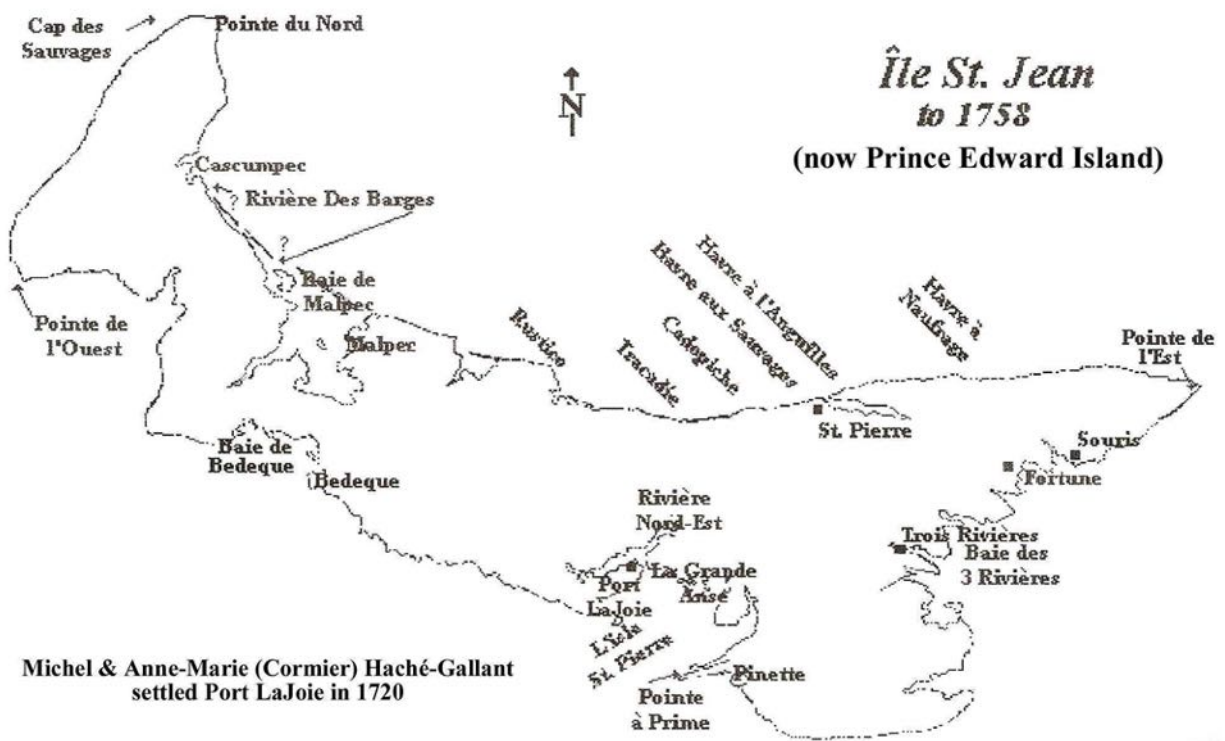 Cap des
Sauvages
Pointe du Nord
N
Île St. Jean
to 1758
(now Prince Edward Island)
Cascumpec
?
Rivière Des Barges
?
Baie de
Malpec
Malpec
Pointe de
l'Ouest
Rustico
Tracadie
Cadopiche
Havre aux Sauvages
Havre à l'Anguilles
Havre à
Naufrage
Pointe de
l'Est
St. Pierre
Souris
Fortune
Baie de
Bedeque
Bedeque
Rivière
Nord-Est
Trois Rivières
Baie des
3 Rivières
Port
LaJoie
La Grande
Anse
L'Isle
St. Pierre
Pinette
Pointe
à Prime
Michel & Anne-Marie (Cormier) Haché-Gallant
settled Port LaJoie in 1720